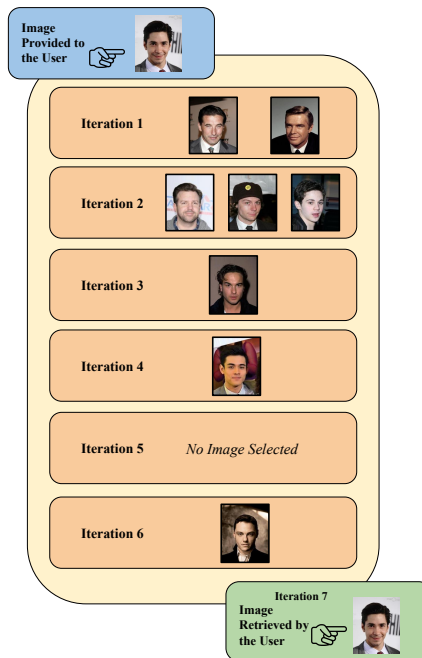 Image
Provided to
the User
Iteration 1
Iteration 2
Iteration 3
Iteration 4
Iteration 5
No Image Selected
Iteration 6
Iteration 7
Image
Retrieved by
the User